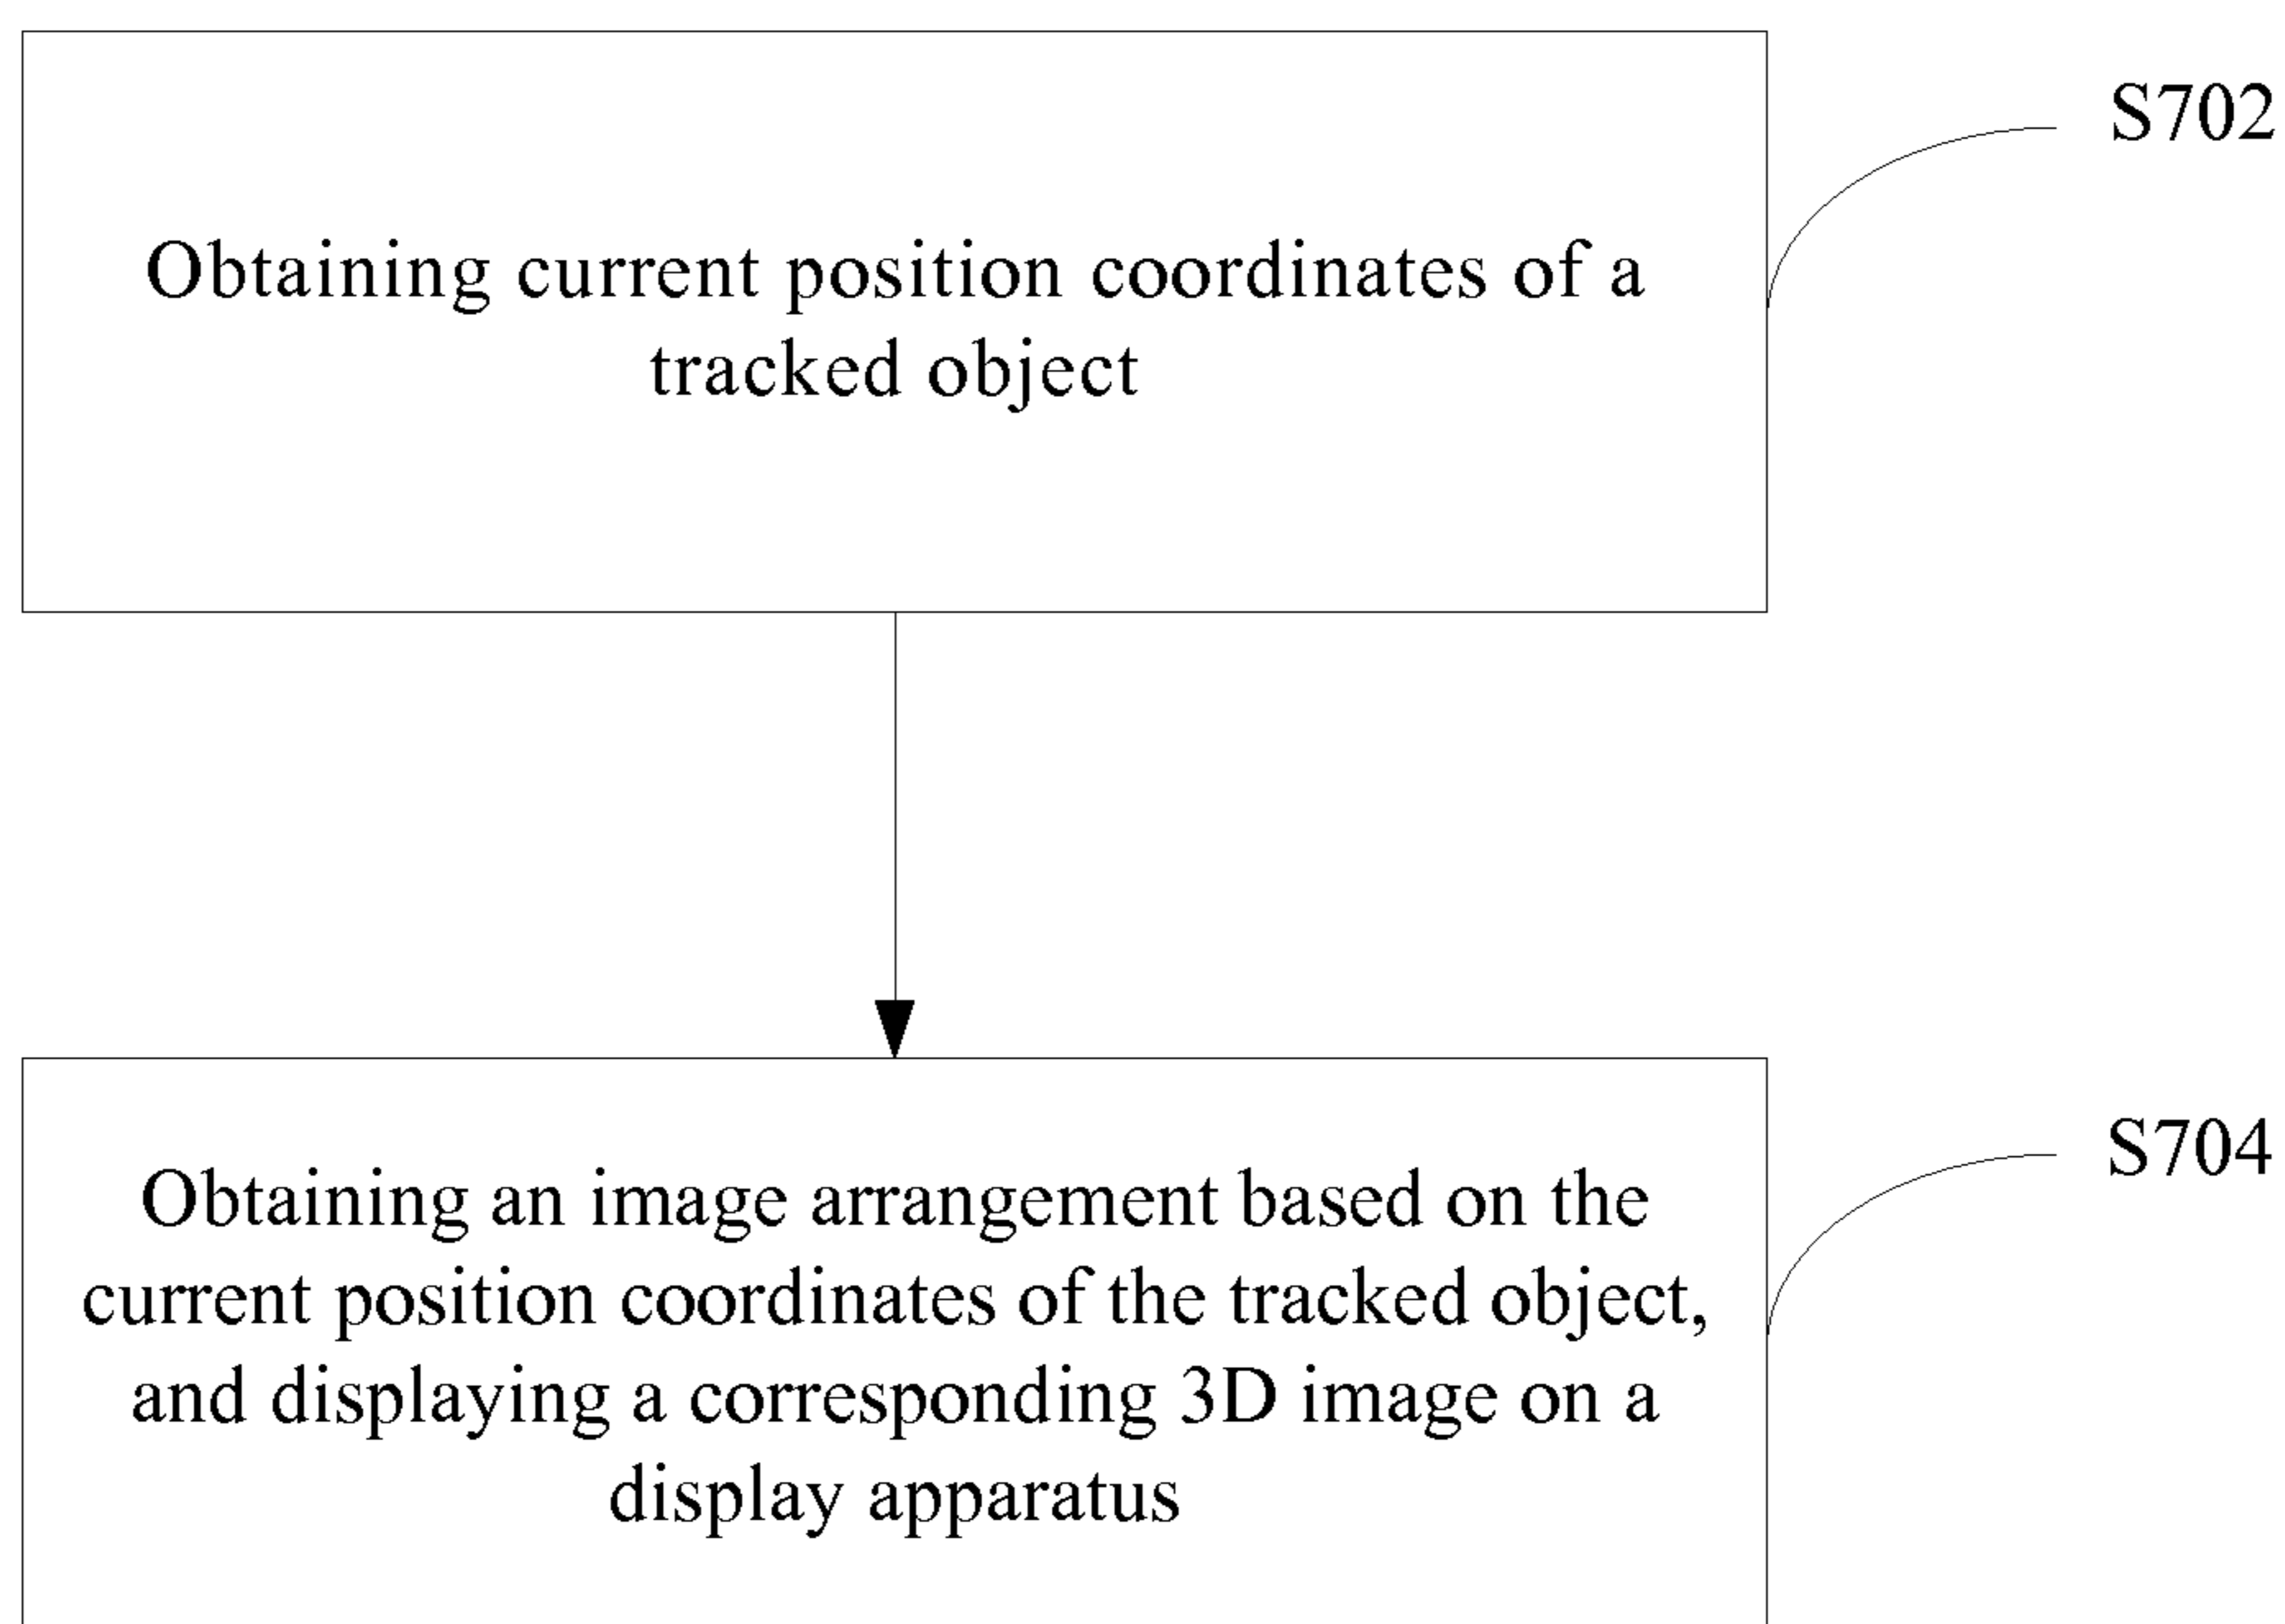 S702
Obtaining current position coordinates of a
tracked object
S704
Obtaining an image arrangement based on the
current position coordinates of the tracked object,
and displaying a corresponding 3D image on a
display apparatus